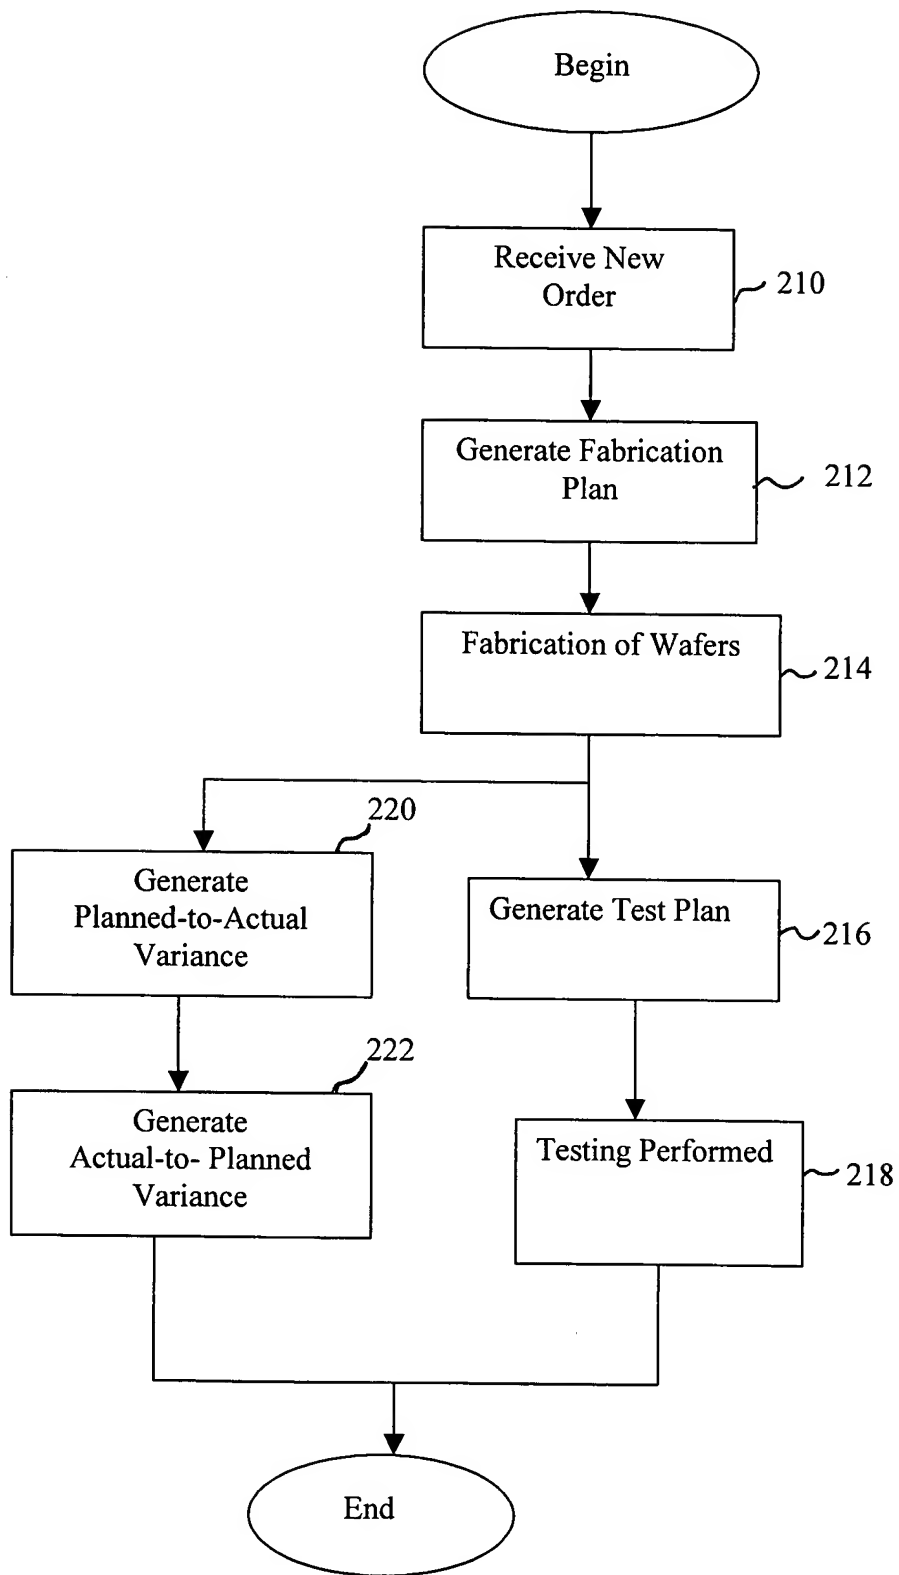 Begin
Receive New
Order
210
Generate Fabrication
Plan
212
Fabrication of Wafers
214
220
Generate
Planned-to-Actual
Variance
Generate Test Plan
216
222
Generate
Actual-to- Planned
Variance
Testing Performed
218
End